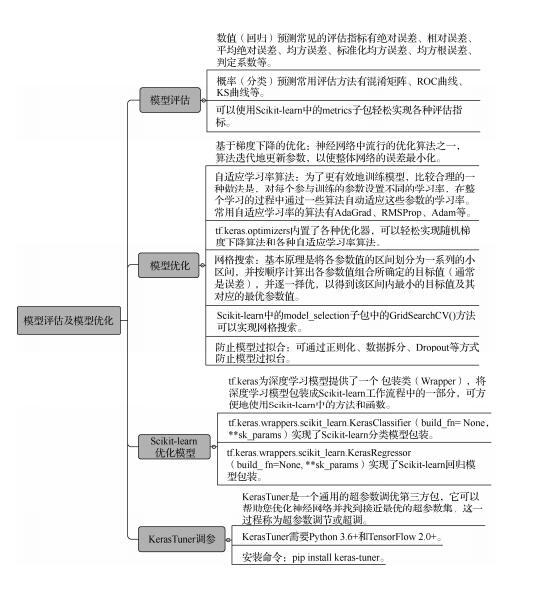 数值（回归）预测常见的评估指标有绝对误差、相对误差、
平均绝对误差、均方误差、标准化均方误差、均方根误差、
判定系数等。
概率（分类）预测常用评估方法有混淆矩阵、ROC曲线、
KS曲线等。
模型评估
可以使用Scikit-learn中的metrics子包轻松实现各种评估指
标。
基于梯度下降的优化：神经网络中流行的优化算法之一，
算法迭代地更新参数，以使整体网络的误差最小化。
自适应学习率算法：为了更有效地训练模型，比较合理的一
种做法是，对每个参与训练的参数设置不同的学习率，在整
个学习的过程中通过一些算法自动适应这些参数的学习率。
常用自适应学习率的算法有AdaGrad、RMSProp、Adam等。
tf.keras.optimizers内置了各种优化器，可以轻松实现随机梯
度下降算法和各种自适应学习率算法。
模型优化
网格搜索：基本原理是将各参数值的区间划分为一系列的小
区间，并按顺序计算出各参数值组合所确定的目标值（通常
是误差），并逐一择优，以得到该区间内最小的目标值及其
对应的最优参数值。
模型评估及模型优化
Scikit-learn中的model_selection子包中的GridSearchCV()方法
可以实现网格搜索。
防止模型过拟合：可通过正则化、数据拆分、Dropout等方式
防止模型过拟台。
tf.keras为深度学习模型提供了一个 包装类（Wrapper），将
深度学习模型包装成Scikit-learn工作流程中的一部分，可方
便地使用Scikit-learn中的方法和函数。
tf.keras.wrappers.scikit_learn.KerasClassifier（build_fn= None,
**sk_params）实现了Scikit-learn分类模型包装。
Scikit-learn
优化模型
tf.keras.wrappers.scikit_learn.KerasRegressor
（build_ fn=None, **sk_params）实现了Scikit-learn回归模
型包装。
KerasTuner是一个通用的超参数调优第三方包，它可以
帮助您优化神经网络并找到接近最优的超参数集。这一
过程称为超参数调节或超调。
KerasTuner调参
KerasTuner需要Python 3.6+和TensorFlow 2.0+。
安装命令：pip install keras-tuner。